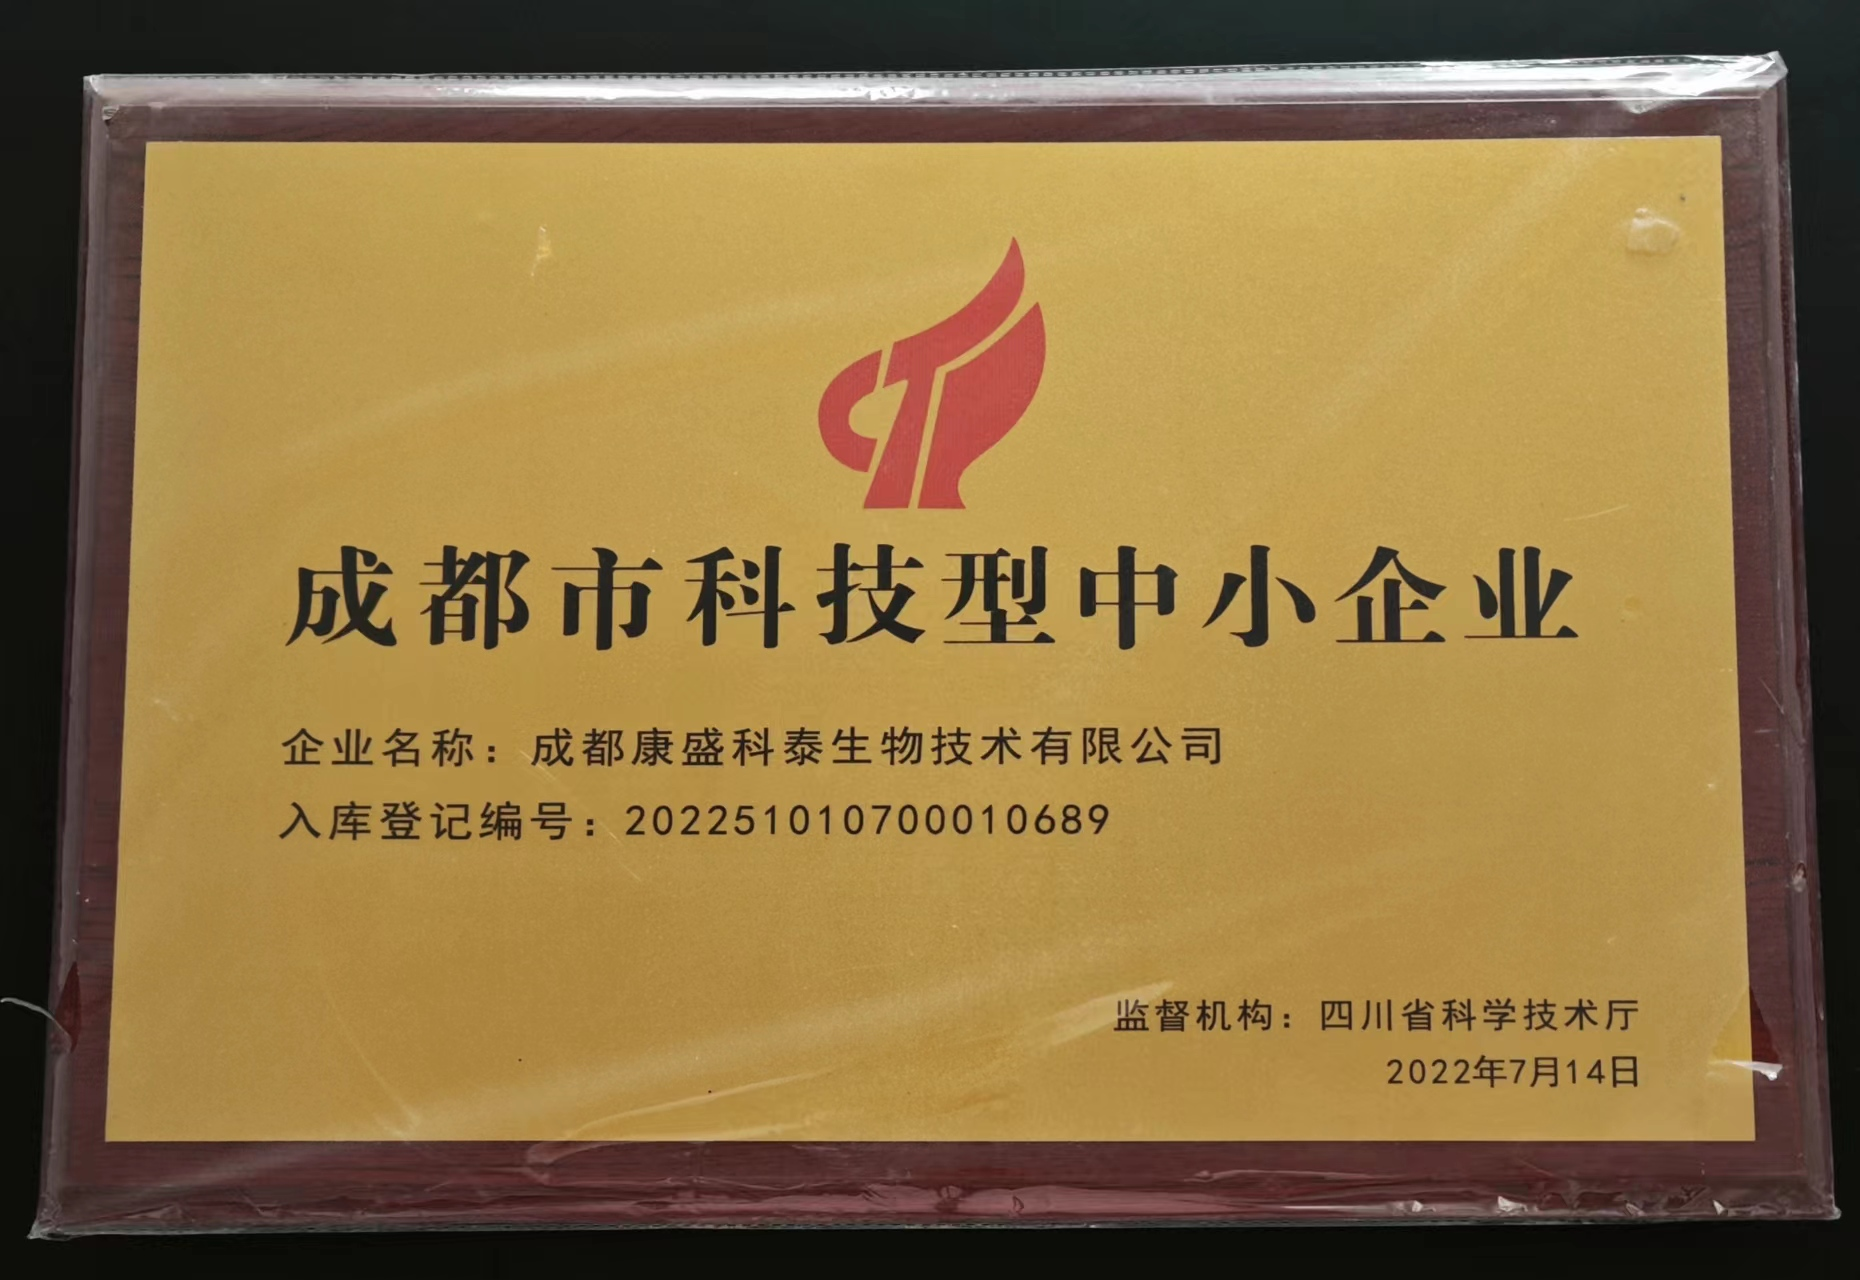 成都市科技型中小企业
企业名称：成都康盛科泰生物技术有限公司
入库登记编号：202251010700010689
监督机构：四川省科学技术厅
2022年7月14日